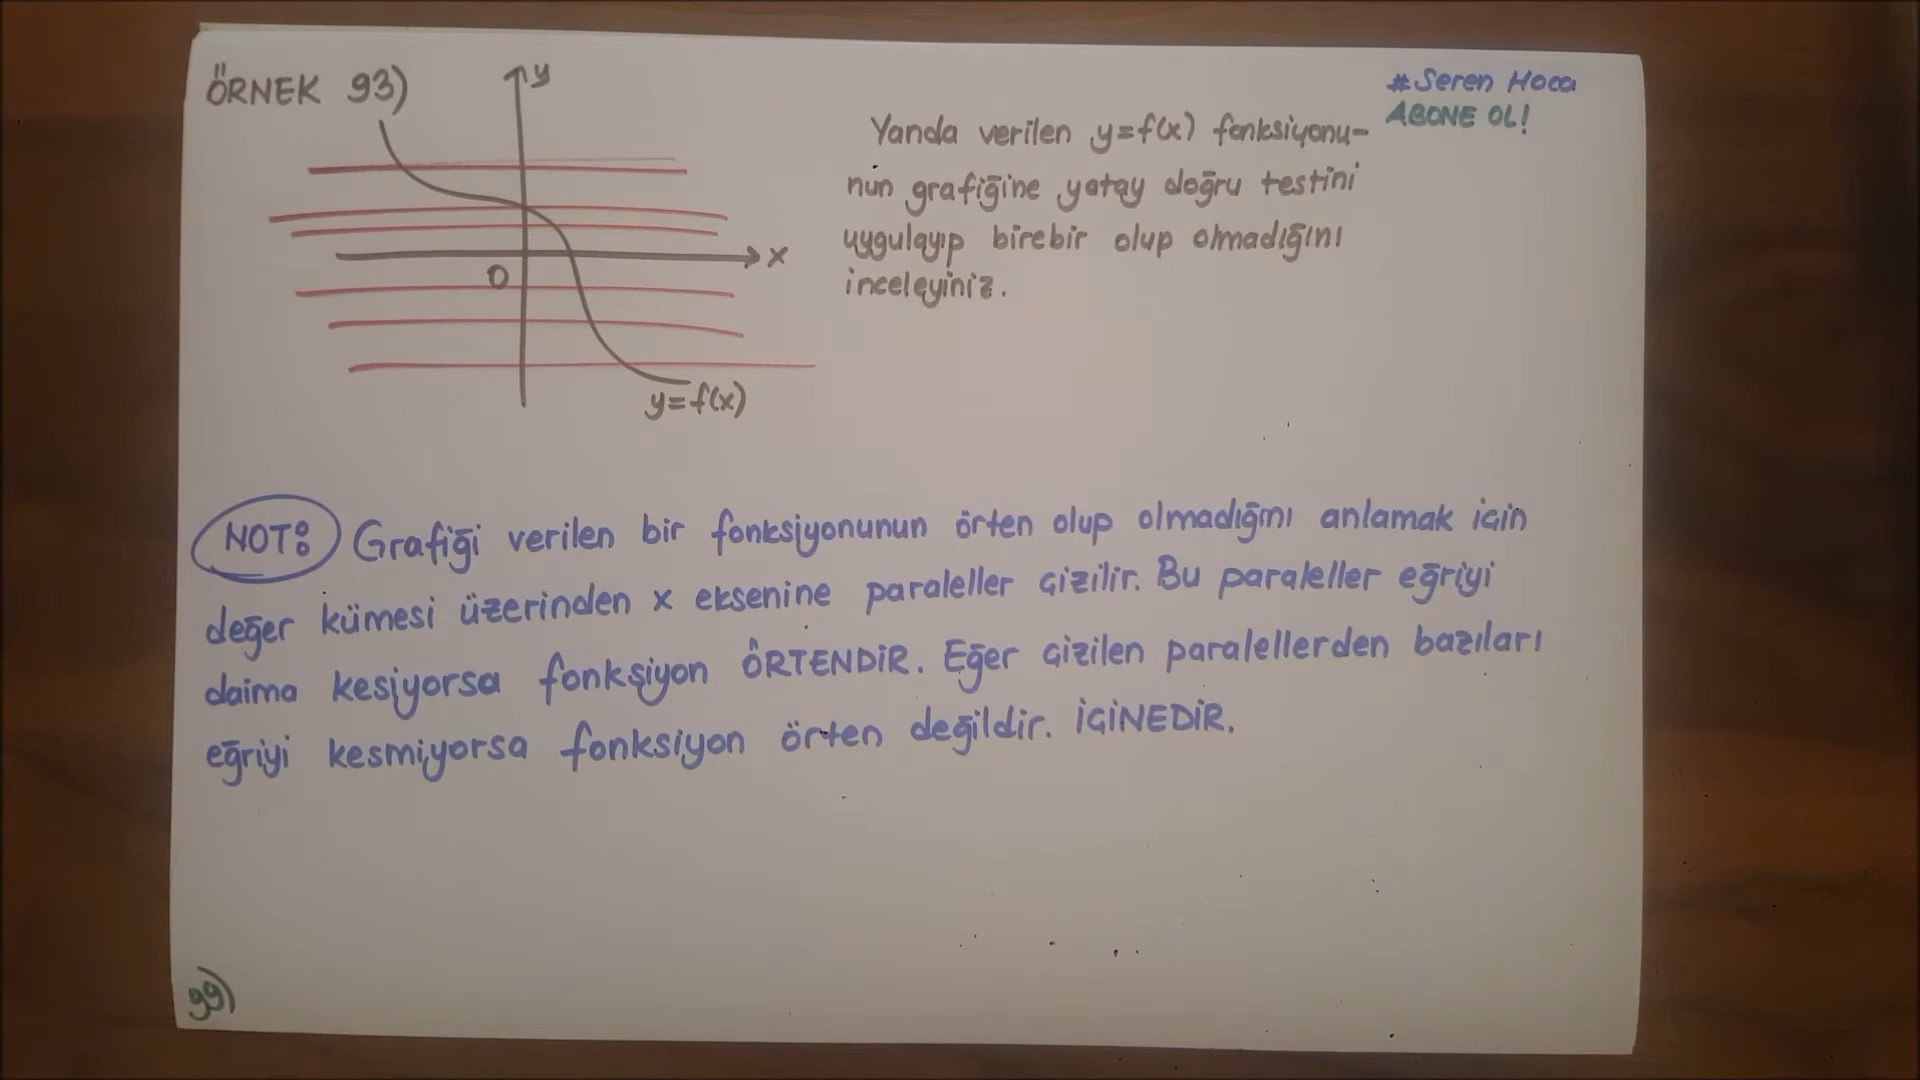 ÖRNEK 93)
y
x
0
y=f(x)
#Seren Hoca
ABONE OL!
Yanda verilen y=f(x) fonksiyonu-
nun grafiğine yatay doğru testini
uygulayıp birebir olup olmadığını
inceleyiniz.
NOT: Grafiği verilen bir fonksiyonunun örten olup olmadığını anlamak için
değer kümesi üzerinden x eksenine paraleller çizilir. Bu paraleller eğriyi
daima kesiyorsa fonksiyon ÖRTENDİR. Eğer çizilen paralellerden bazıları
eğriyi kesmiyorsa fonksiyon örten değildir. İÇİNEDİR.
99)